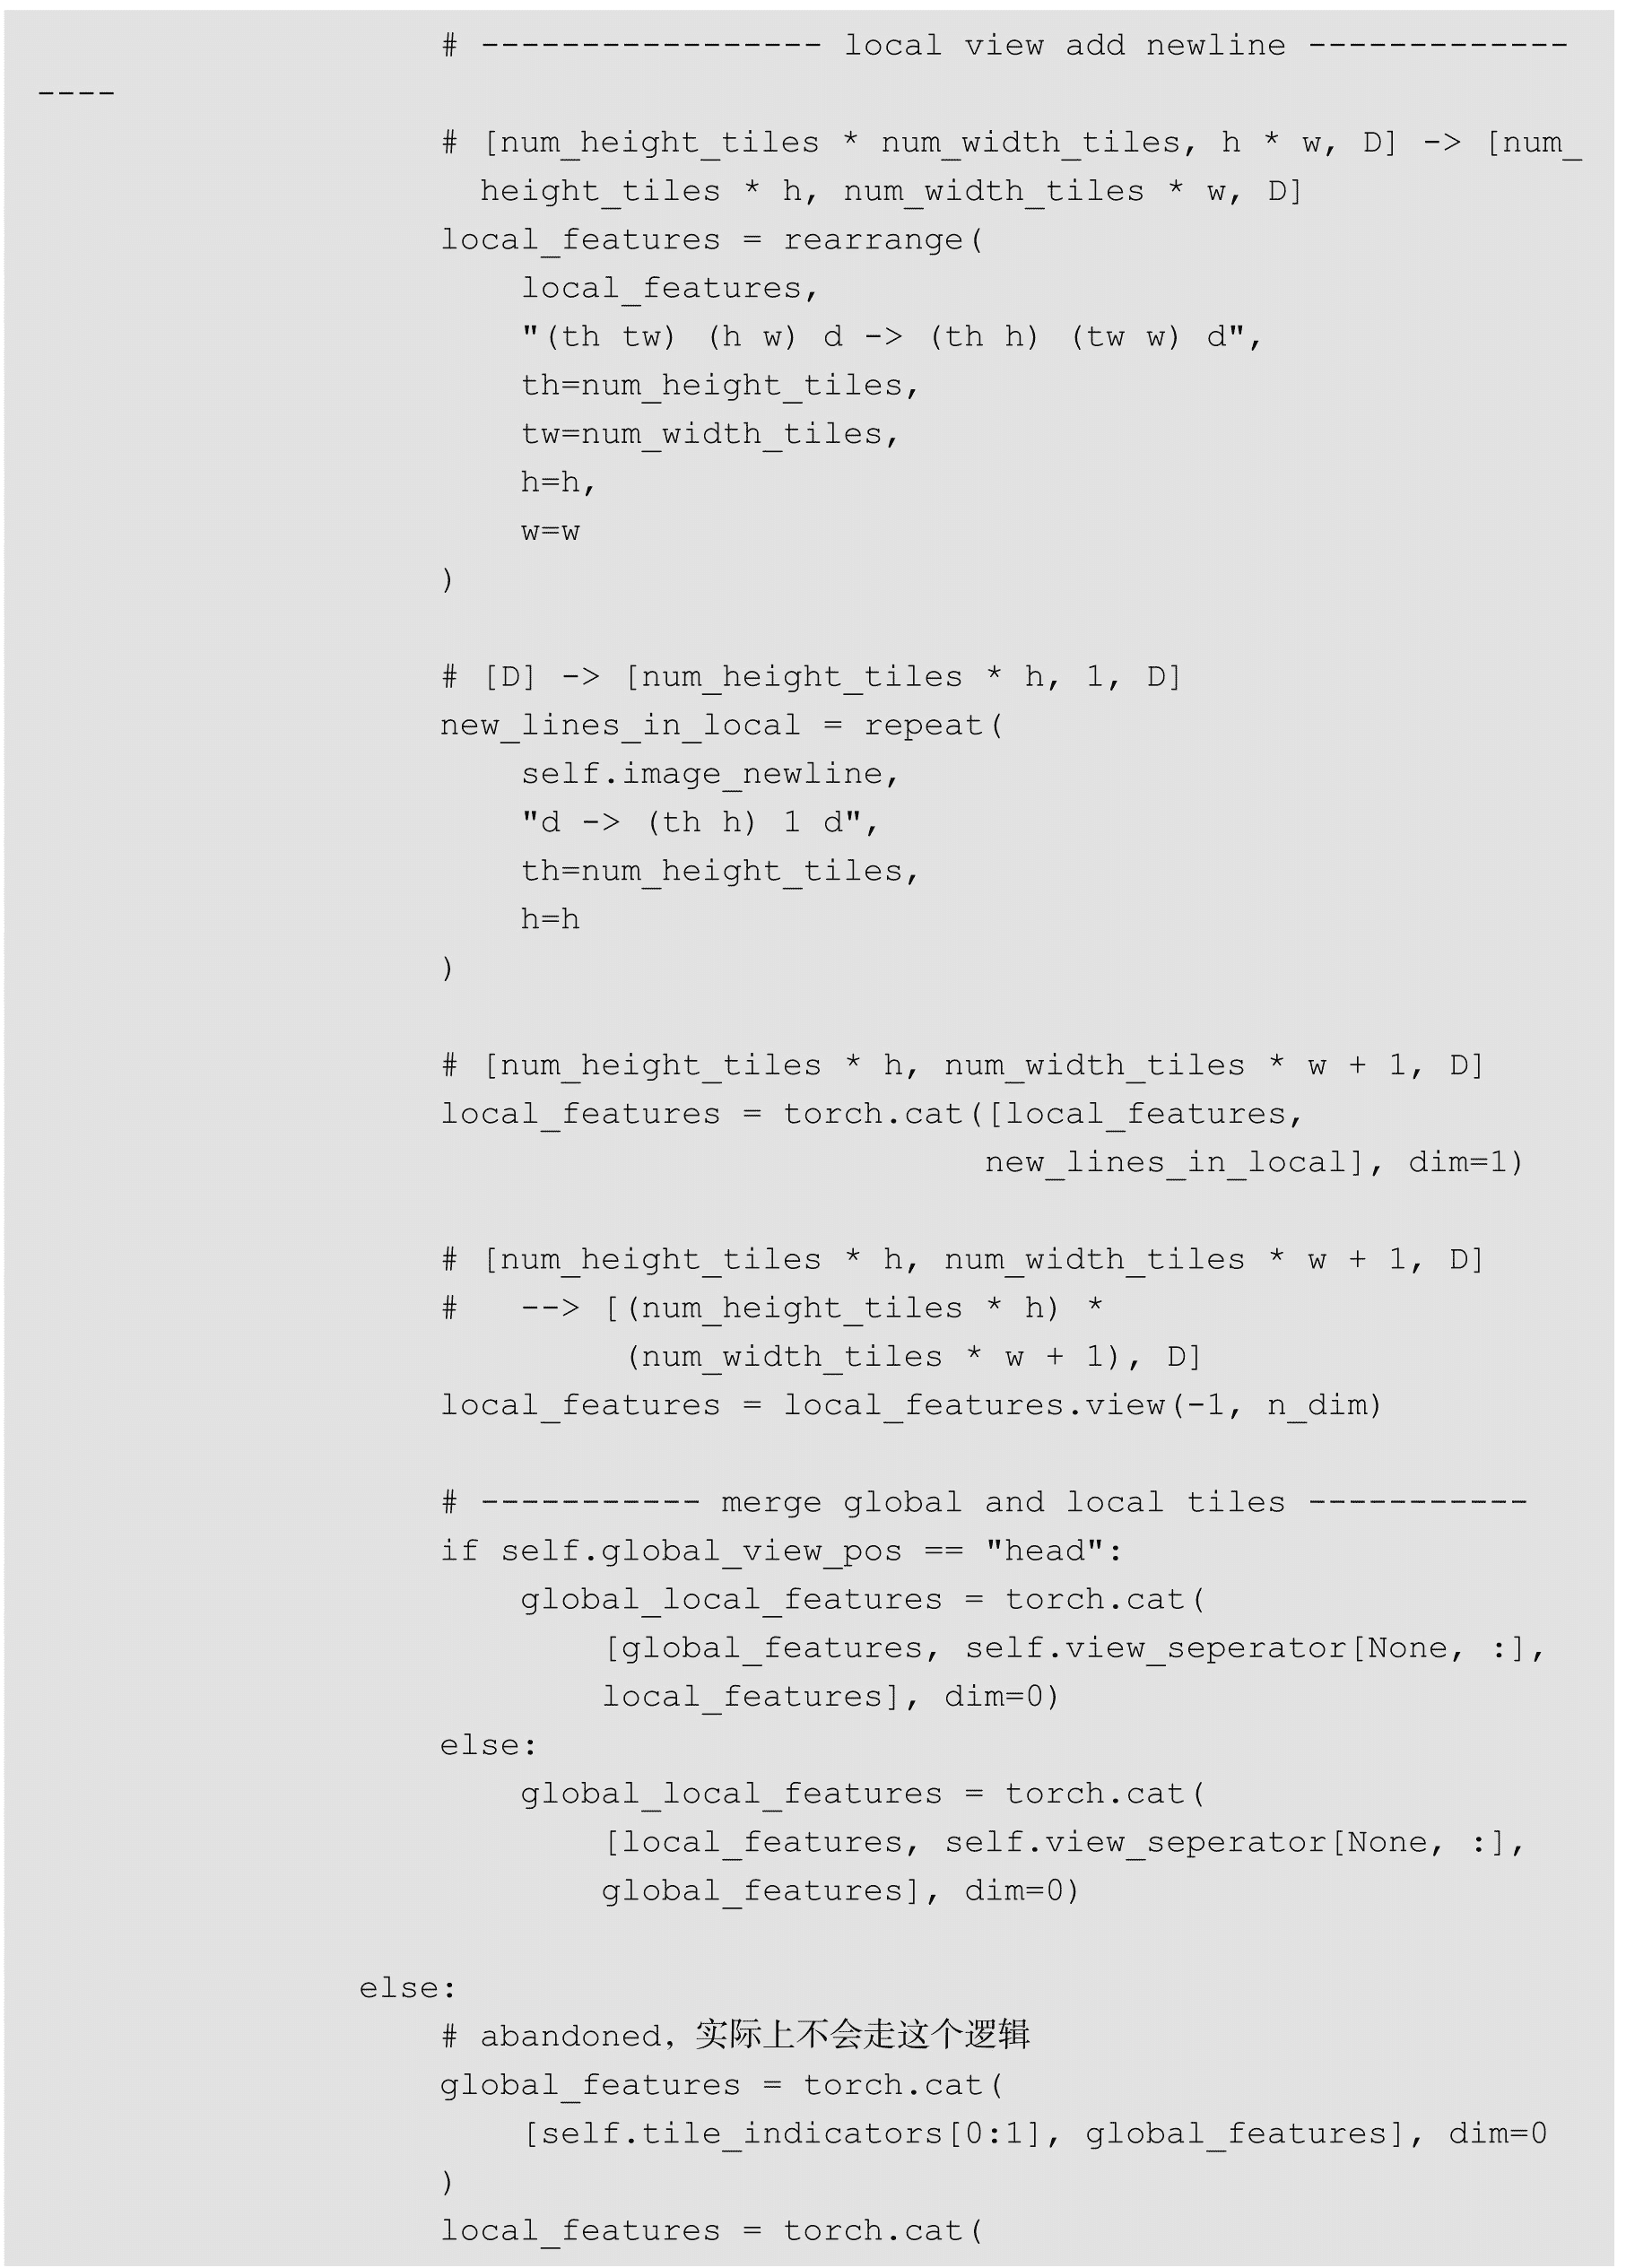 # ----------------- local view add newline -------------
----
# [num_height_tiles * num_width_tiles, h * w, D] -> [num_
height_tiles * h, num_width_tiles * w, D]
local_features = rearrange(
local_features,
"(th tw) (h w) d -> (th h) (tw w) d",
th=num_height_tiles,
tw=num_width_tiles,
h=h,
w=w
)
# [D] -> [num_height_tiles * h, 1, D]
new_lines_in_local = repeat(
self.image_newline,
"d -> (th h) 1 d",
th=num_height_tiles,
h=h
)
# [num_height_tiles * h, num_width_tiles * w + 1, D]
local_features = torch.cat([local_features,
new_lines_in_local], dim=1)
# [num_height_tiles * h, num_width_tiles * w + 1, D]
#   --> [(num_height_tiles * h) *
(num_width_tiles * w + 1), D]
local_features = local_features.view(-1, n_dim)
# ----------- merge global and local tiles -----------
if self.global_view_pos == "head":
global_local_features = torch.cat(
[global_features, self.view_seperator[None, :],
local_features], dim=0)
else:
global_local_features = torch.cat(
[local_features, self.view_seperator[None, :],
global_features], dim=0)
else:
# abandoned，实际上不会走这个逻辑
global_features = torch.cat(
[self.tile_indicators[0:1], global_features], dim=0
)
local_features = torch.cat(